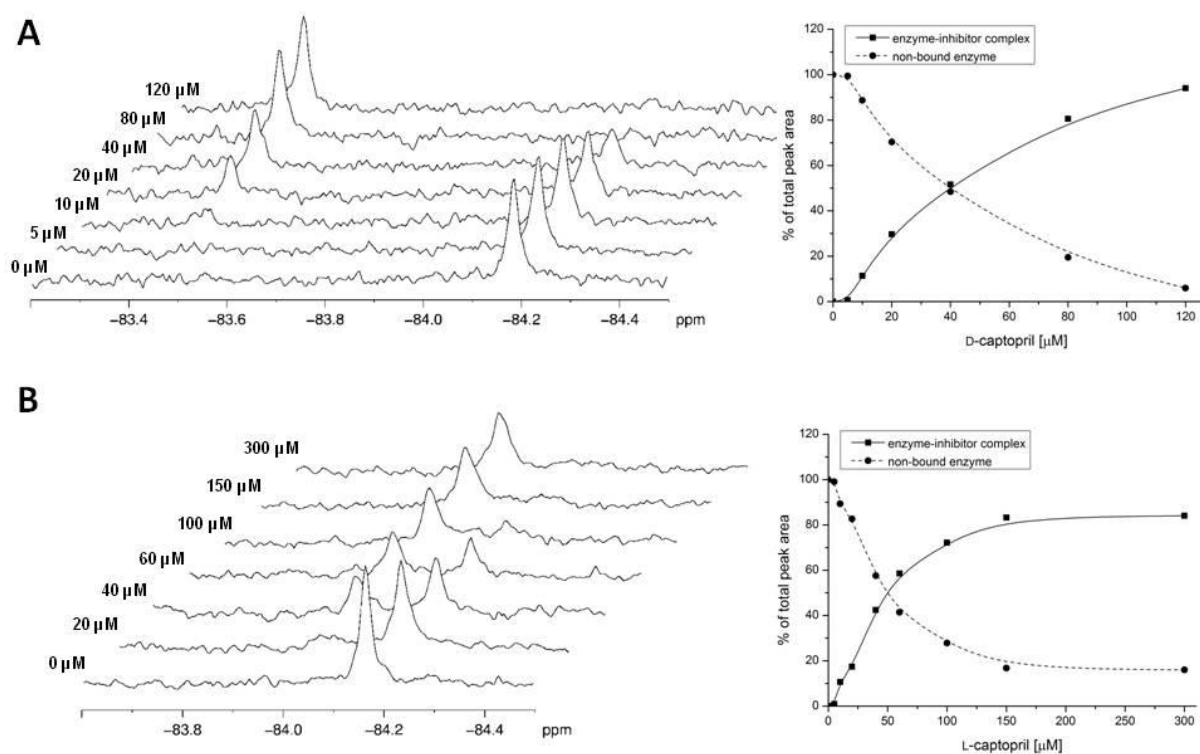 A
120 µM
80 µM
40 µM
20 µM
10 µM
5 µM
0 µM
−83.4 −83.6 −83.8 −84.0 −84.2 −84.4 ppm
enzyme-inhibitor complex
non-bound enzyme
% of total peak area
120
100
80
60
40
20
0
0 20 40 60 80 100 120
D-captopril [µM]
B
300 µM
150 µM
100 µM
60 µM
40 µM
20 µM
0 µM
−83.8 −84.0 −84.2 −84.4 ppm
enzyme-inhibitor complex
non-bound enzyme
% of total peak area
120
100
80
60
40
20
0
0 50 100 150 200 250 300
L-captopril [µM]